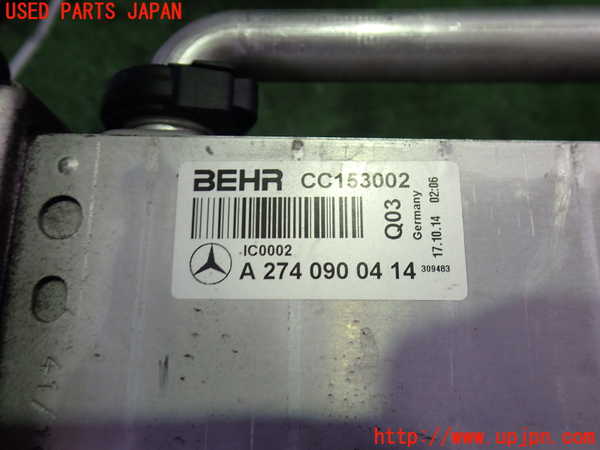 USED PARTS JAPAN
BEHR CC153002
Q03
Germany
17.10.14 02:06
IC0002
A 274 090 04 14 309483
41/
http://www.upjpn.com/